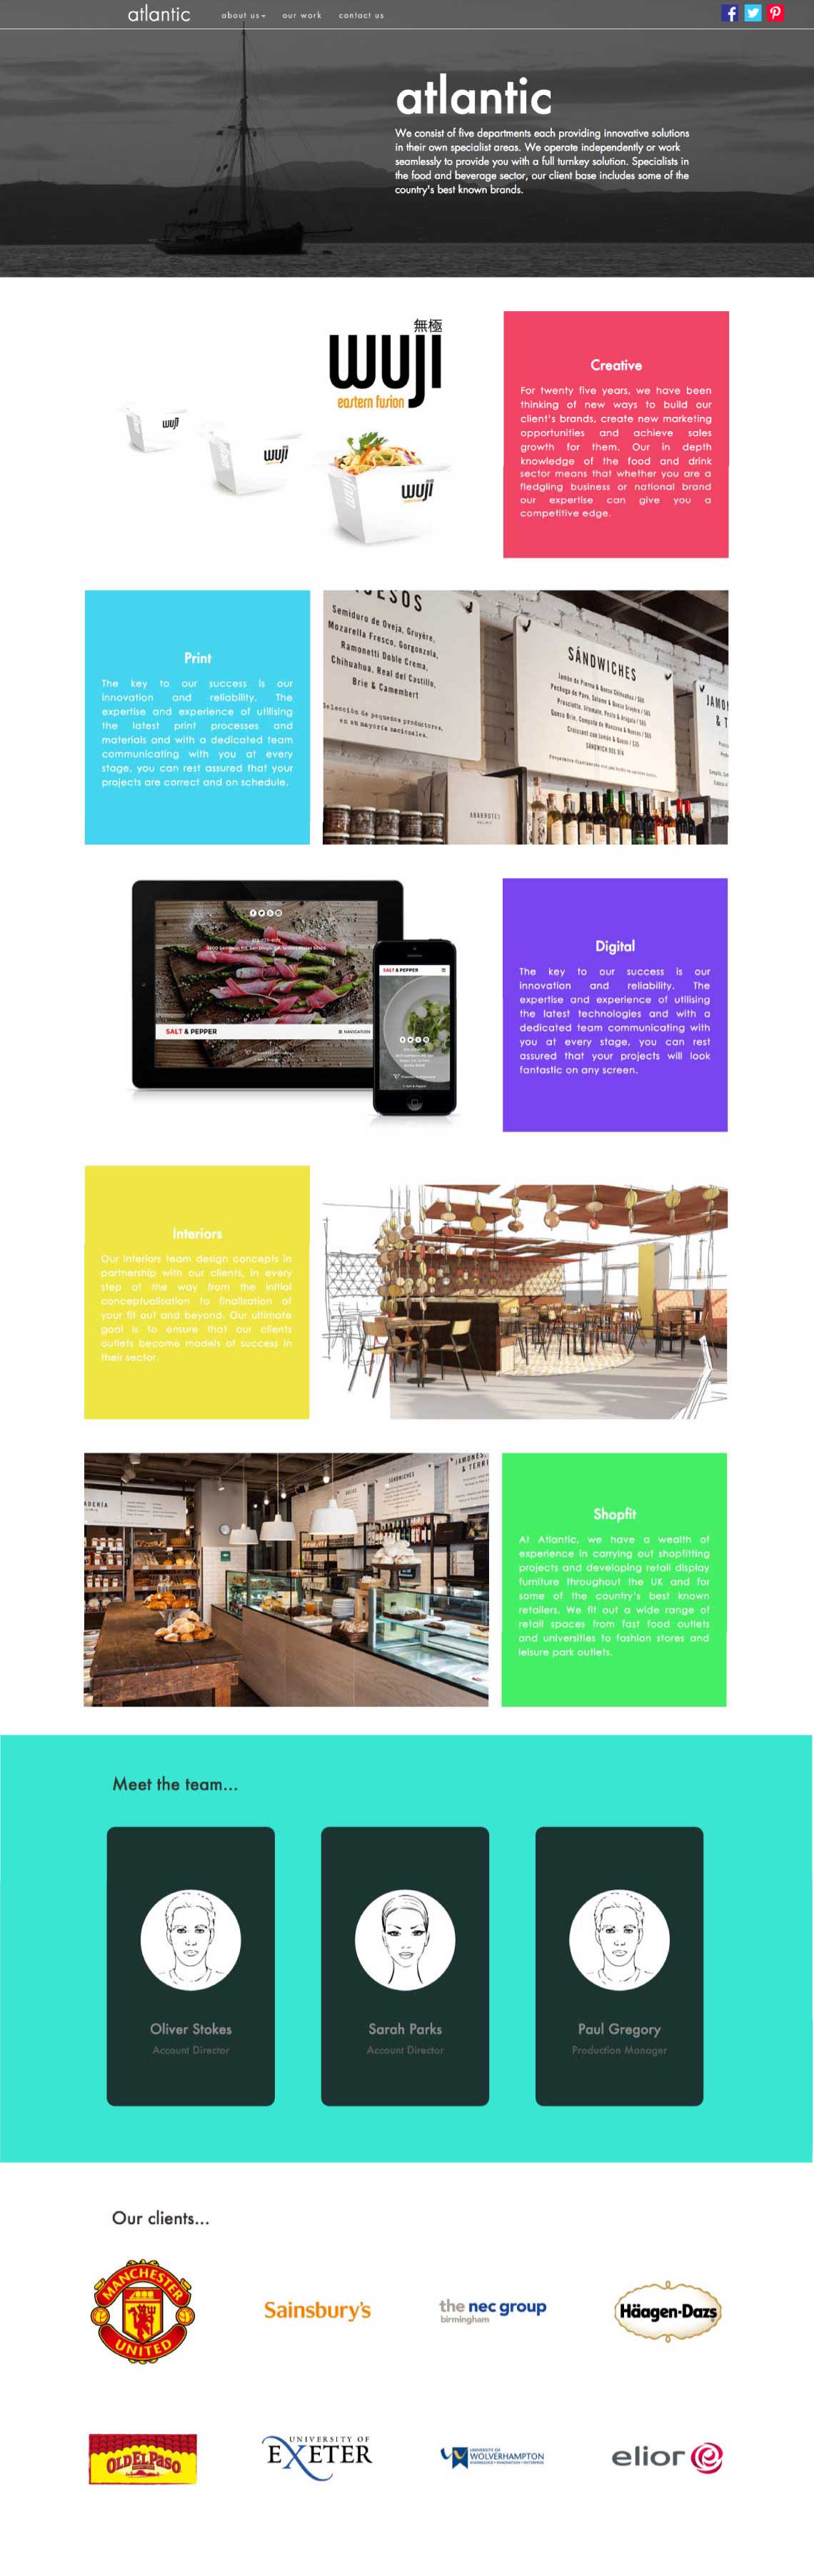 atlantic
about us
our work
contact us
atlantic
We consist of five departments each providing innovative solutions
in their own specialist areas. We operate independently or work
seamlessly to provide you with a full turnkey solution. Specialists in
the food and beverage sector, our client base includes some of the
country's best known brands.
無極
wuji
eastern fusion
wuji
wuji
wuji
Creative
For twenty five years, we have been
thinking of new ways to build our
client's brands, create new marketing
opportunities and achieve sales
growth for them. Our in depth
knowledge of the food and drink
sector means that whether you are a
fledgling business or national brand
our expertise can give you a
competitive edge.
Print
The key to our success is our
innovation and reliability. The
expertise and experience of utilising
the latest print processes and
materials and with a dedicated team
communicating with you at every
stage, you can rest assured that your
projects are correct and on schedule.
Semiduro de Oveja, Gruyère,
Mozarella Fresco, Gorgonzola,
Ramonetti Doble Crema,
Chihuahua, Real del Castillo,
Brie & Camembert
Selección de pequeños productores,
en su mayoría nacionales.
SÁNDWICHES
ABARROTES
Digital
The key to our success is our
innovation and reliability. The
expertise and experience of utilising
the latest technologies and with a
dedicated team communicating with
you at every stage, you can rest
assured that your projects will look
fantastic on any screen.
SALT & PEPPER
NAVIGATION
SALT & PEPPER
Interiors
Our Interiors team design concepts in
partnership with our clients, in every
step of the way from the initial
conceptualisation to finalization of
your fit out and beyond. Our ultimate
goal is to ensure that our clients
outlets become models of success in
their sector.
Shopfit
At Atlantic, we have a wealth of
experience in carrying out shopfitting
projects and developing retail display
furniture throughout the UK and for
some of the country's best known
retailers. We fit out a wide range of
retail spaces from fast food outlets
and universities to fashion stores and
leisure park outlets.
Meet the team...
Oliver Stokes
Account Director
Sarah Parks
Account Director
Paul Gregory
Production Manager
Our clients...
MANCHESTER
UNITED
Sainsbury's
the nec group
birmingham
Häagen-Dazs
OLD EL PASO
UNIVERSITY OF
EXETER
UNIVERSITY OF
WOLVERHAMPTON
elior